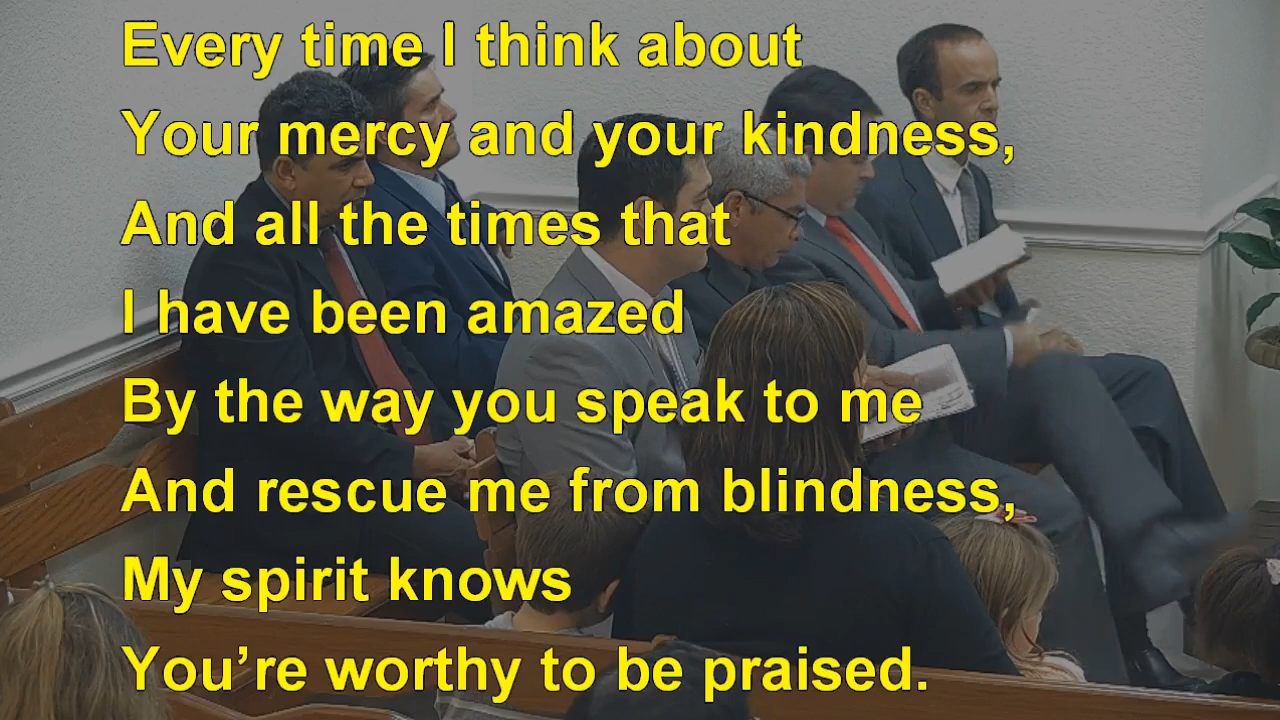 Every time I think about
Your mercy and your kindness,
And all the times that
I have been amazed
By the way you speak to me
And rescue me from blindness,
My spirit knows
You’re worthy to be praised.